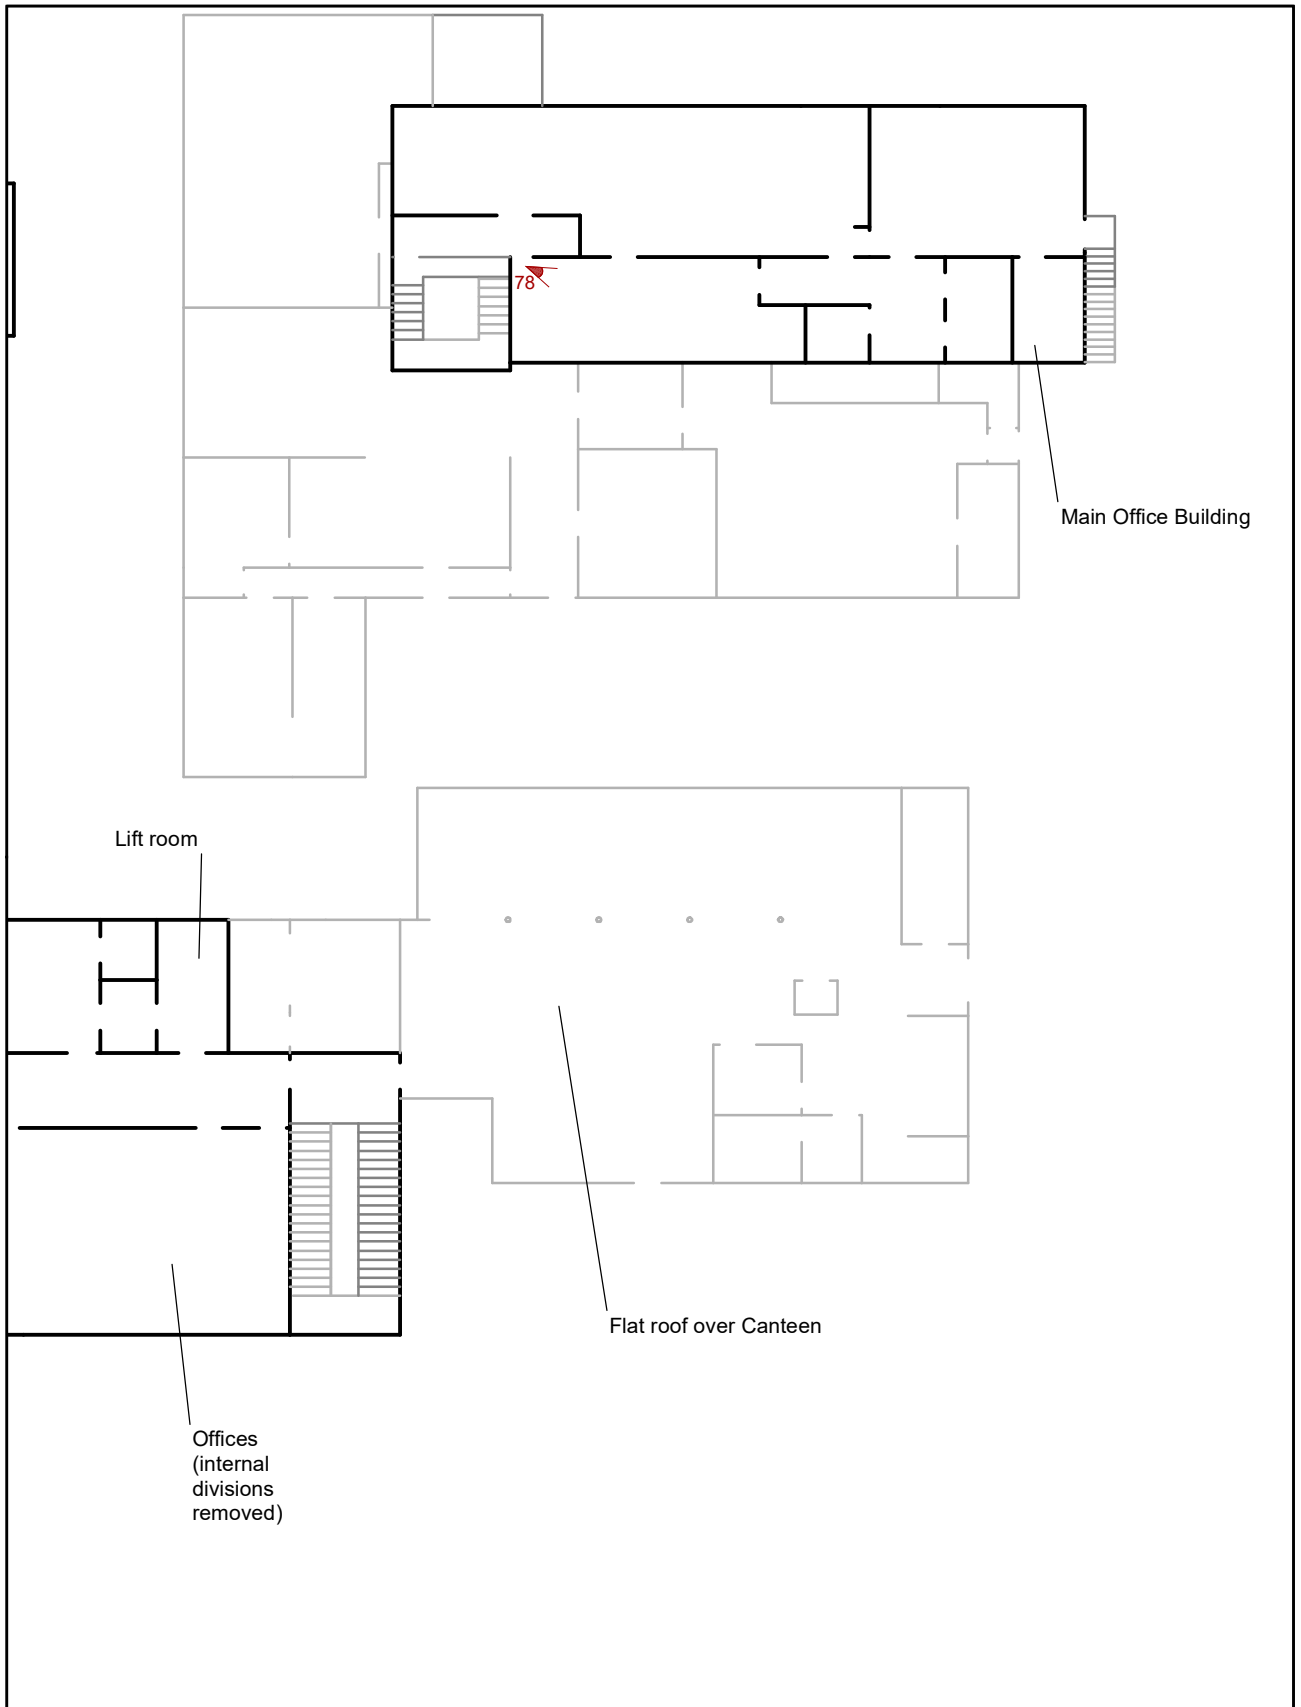 78
Main Office Building
Lift room
Flat roof over Canteen
Offices
(internal
divisions
removed)